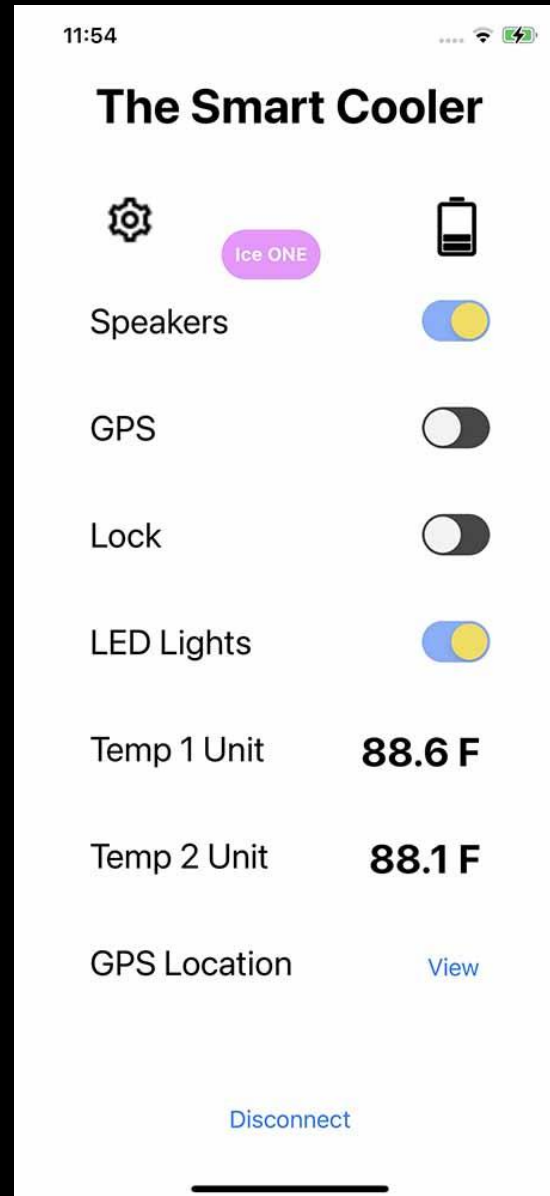 11:54
The Smart Cooler
Ice ONE
Speakers
GPS
Lock
LED Lights
Temp 1 Unit 88.6 F
Temp 2 Unit 88.1 F
GPS Location View
Disconnect